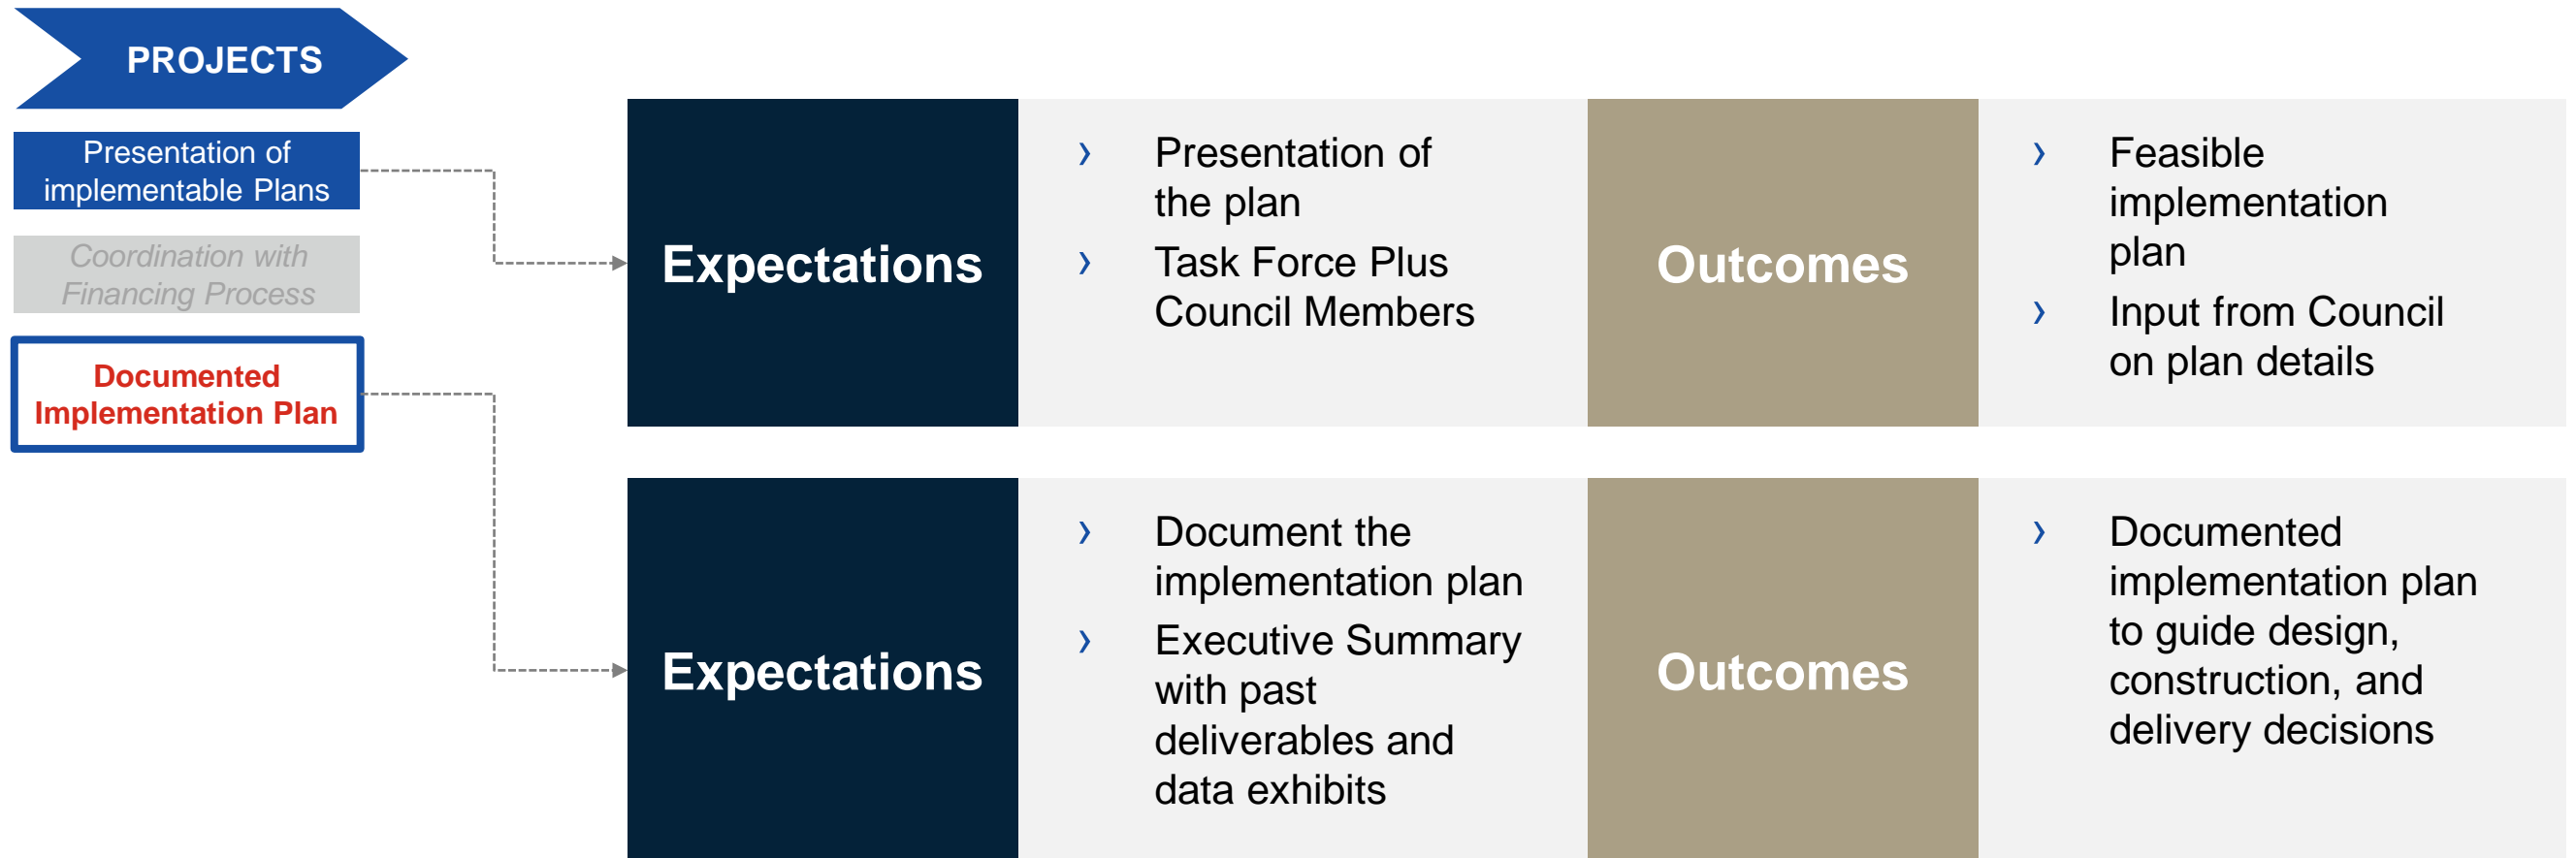 PROJECTS
Presentation of
implementable Plans
Coordination with
Financing Process
Documented
Implementation Plan
Expectations
› Presentation of
the plan
› Task Force Plus
Council Members
Outcomes
› Feasible
implementation
plan
› Input from Council
on plan details
Expectations
› Document the
implementation plan
› Executive Summary
with past
deliverables and
data exhibits
Outcomes
› Documented
implementation plan
to guide design,
construction, and
delivery decisions